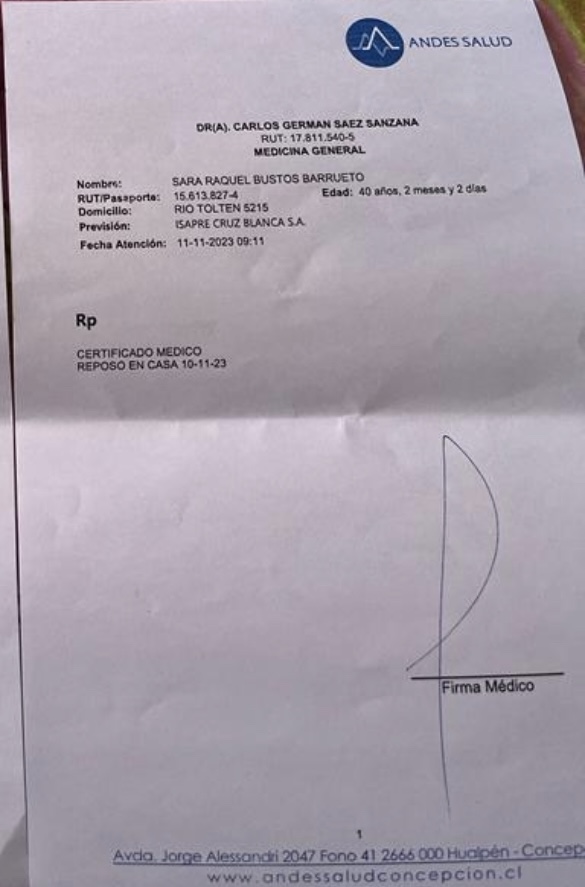 ANDES SALUD
DR(A). CARLOS GERMAN SAEZ SANZANA
RUT: 17.811.540-5
MEDICINA GENERAL
Nombre: SARA RAQUEL BUSTOS BARRUETO
RUT/Pasaporte: 15.613.827-4 Edad: 40 años, 2 meses y 2 días
Domicilio: RIO TOLTEN 5215
Previsión: ISAPRE CRUZ BLANCA S.A.
Fecha Atención: 11-11-2023 09:11
Rp
CERTIFICADO MEDICO
REPOSO EN CASA 10-11-23
Firma Médico
1
Avda. Jorge Alessandri 2047 Fono 41 2666 000 Hualpén - Concep
www.andessaludconcepcion.cl